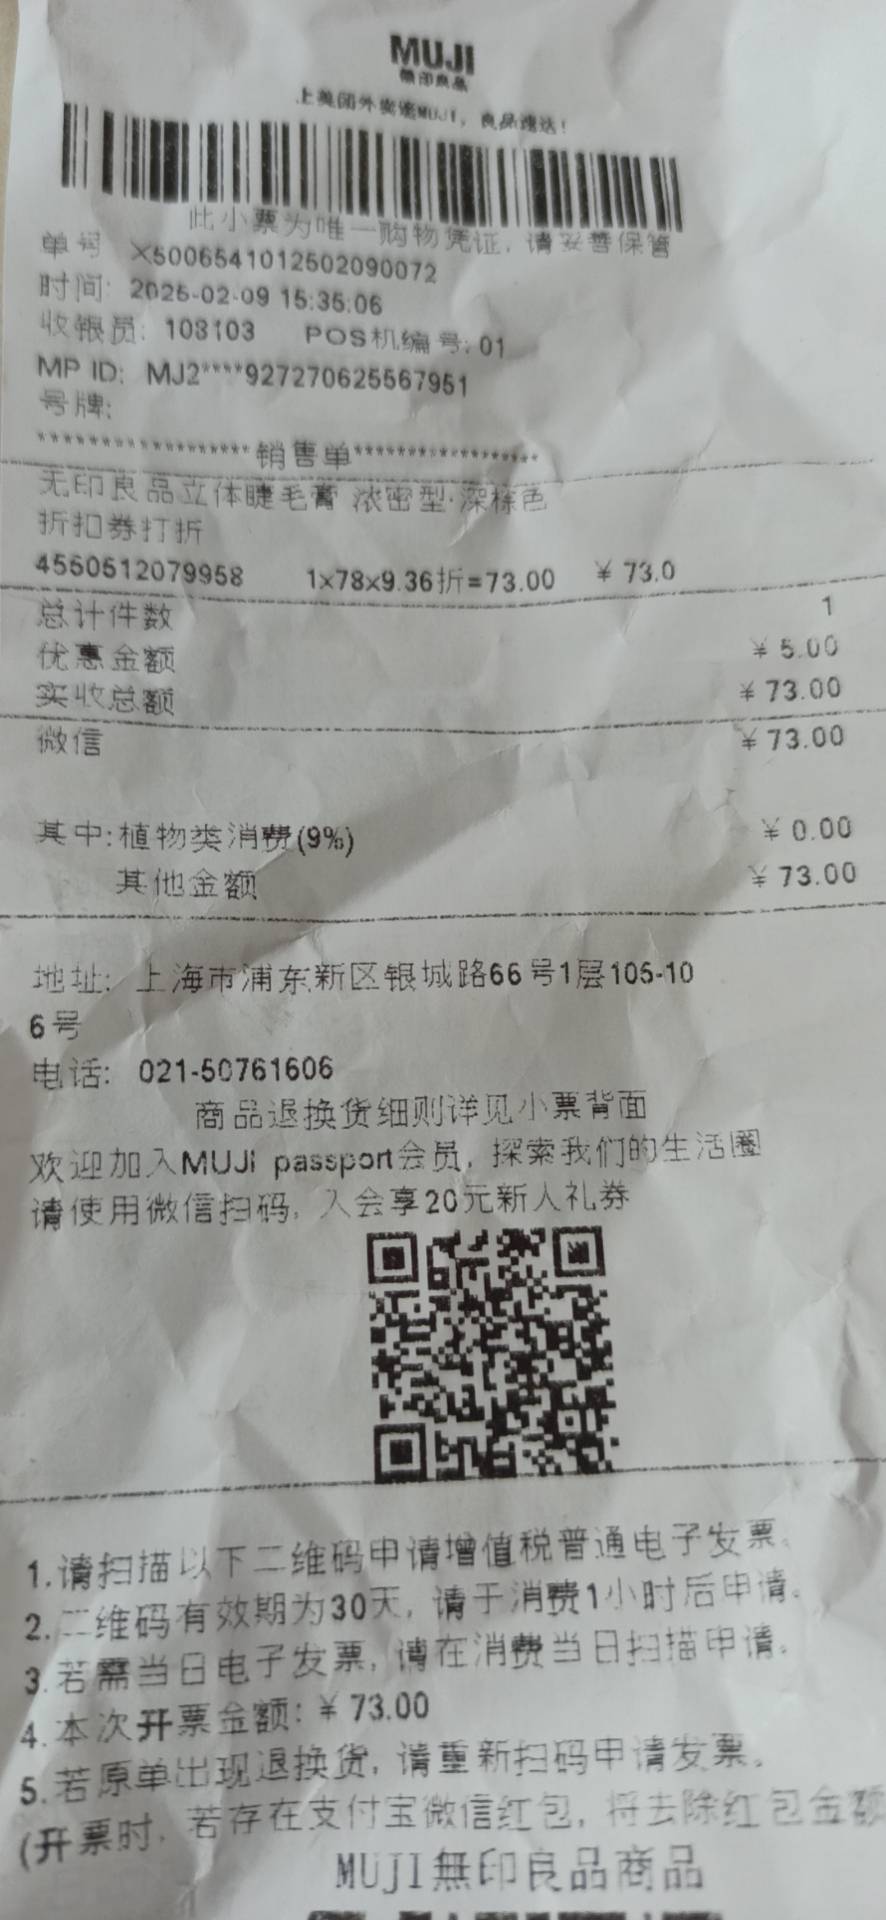 MUJI
無印良品
上美团外卖逛MUJI，良品速达！
此小票为唯一购物凭证，请妥善保管
单号 X5006541012502090072
时间: 2025-02-09 15:35:06
收银员: 103103 POS机编号: 01
MP ID: MJ2****927270625567951
号牌:
********************销售单******************
无印良品立体睫毛膏 浓密型·深棕色
折扣券打折
4550512079958 1×78×9.36折=73.00 ¥ 73.0
总计件数 1
优惠金额 ¥ 5.00
实收总额 ¥ 73.00
微信 ¥ 73.00
其中:植物类消费(9%) ¥ 0.00
其他金额 ¥ 73.00
地址: 上海市浦东新区银城路66号1层105-10
6号
电话: 021-50761606
商品退换货细则详见小票背面
欢迎加入MUJI passport会员, 探索我们的生活圈
请使用微信扫码, 入会享20元新人礼券
1.请扫描以下二维码申请增值税普通电子发票。
2.二维码有效期为30天, 请于消费1小时后申请。
3.若需当日电子发票, 请在消费当日扫描申请。
4.本次开票金额: ¥ 73.00
5.若原单出现退换货, 请重新扫码申请发票。
(开票时, 若存在支付宝微信红包, 将去除红包金额
MUJI無印良品商品